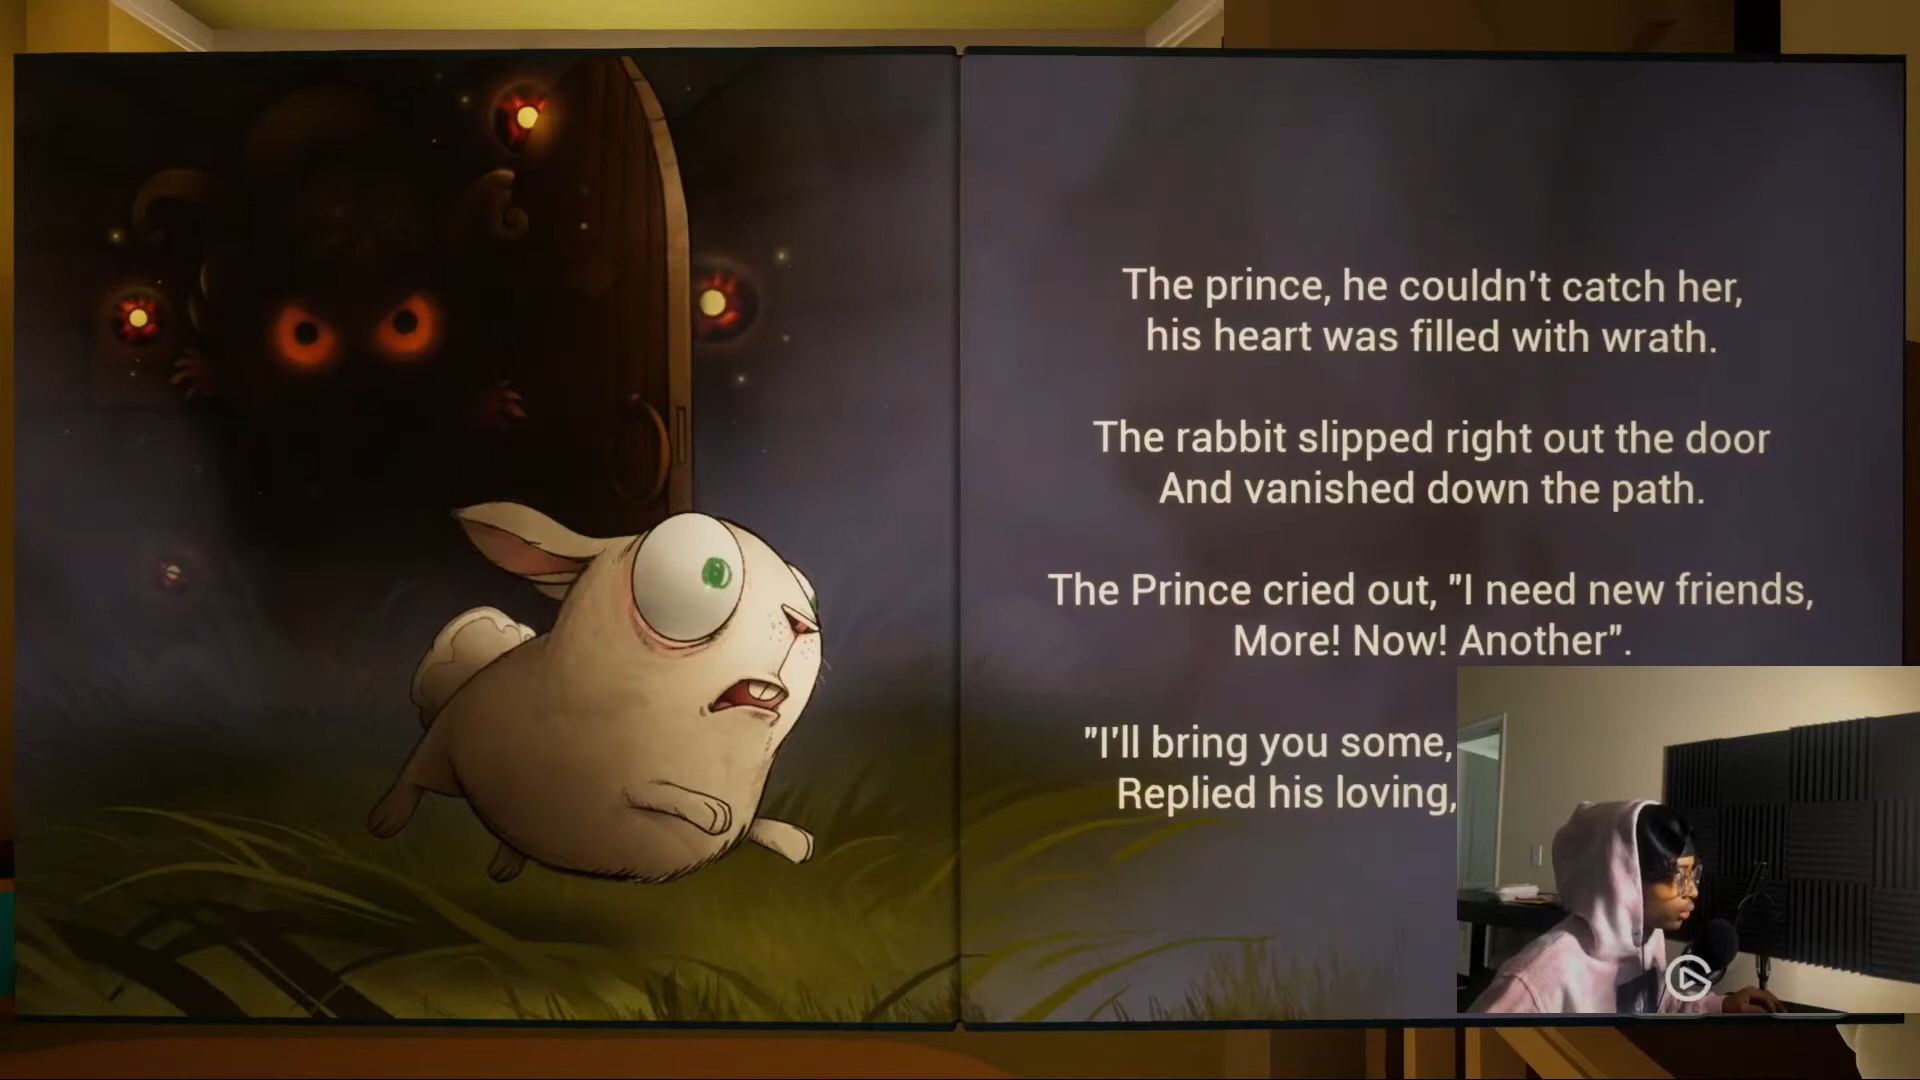 The prince, he couldn't catch her,
his heart was filled with wrath.
The rabbit slipped right out the door
And vanished down the path.
The Prince cried out, "I need new friends,
More! Now! Another".
"I'll bring you some,
Replied his loving,